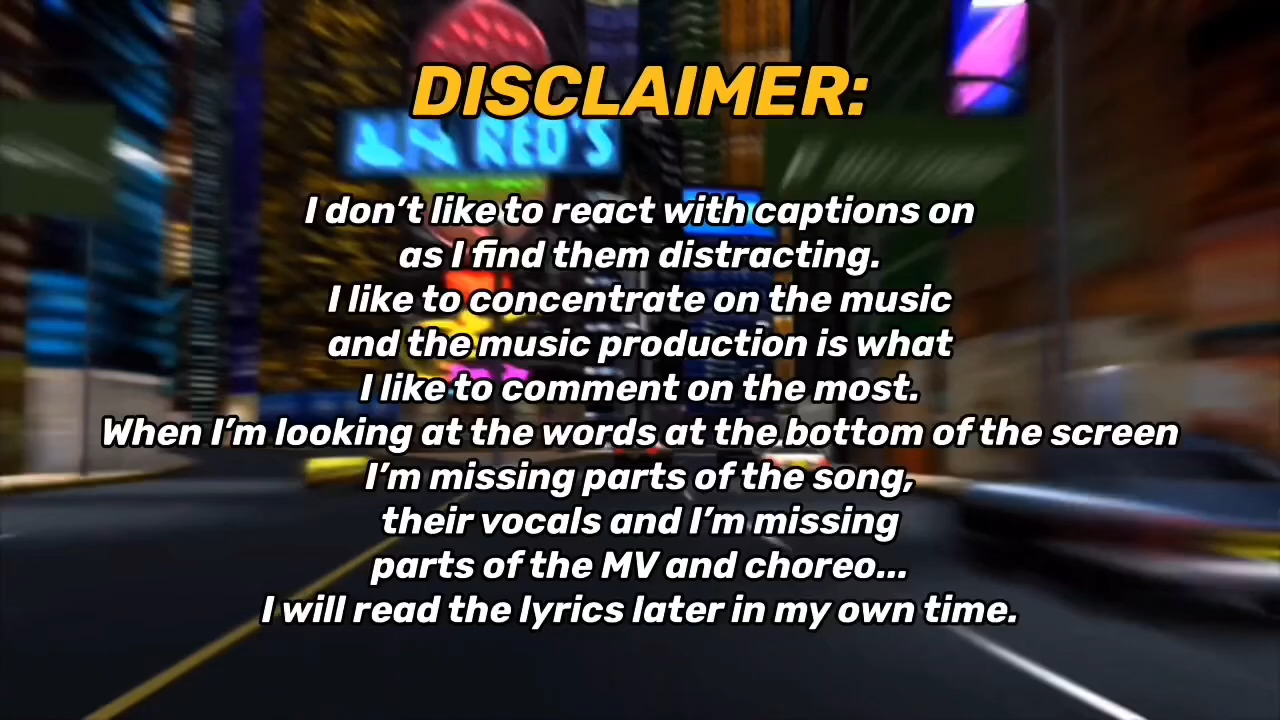 DISCLAIMER:
RED'S
I don't like to react with captions on
as I find them distracting.
I like to concentrate on the music
and the music production is what
I like to comment on the most.
When I'm looking at the words at the bottom of the screen
I'm missing parts of the song,
their vocals and I'm missing
parts of the MV and choreo...
I will read the lyrics later in my own time.